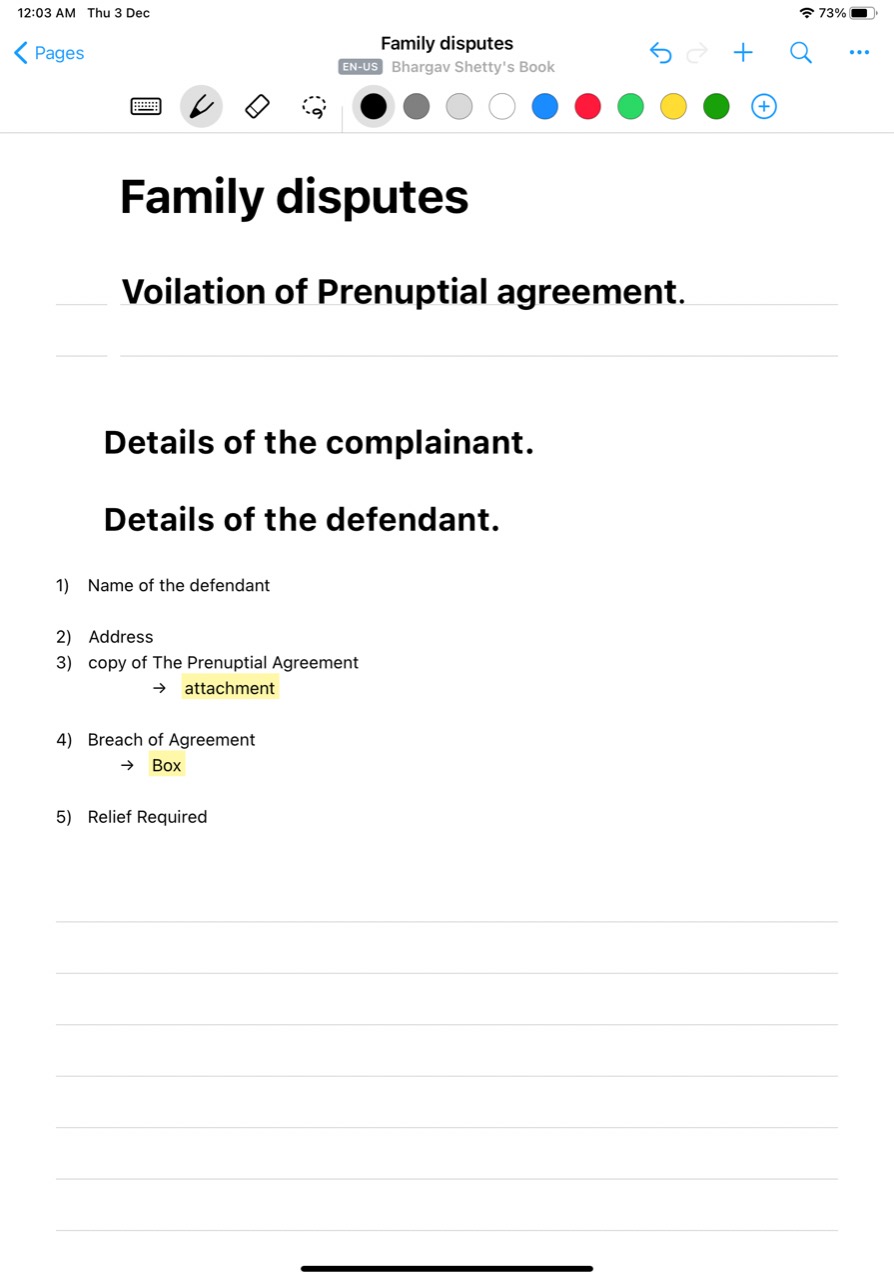 12:03 AM Thu 3 Dec 73%
Pages
Family disputes
EN-US Bhargav Shetty's Book
Family disputes
Voilation of Prenuptial agreement.
Details of the complainant.
Details of the defendant.
1) Name of the defendant
2) Address
3) copy of The Prenuptial Agreement
→ attachment
4) Breach of Agreement
→ Box
5) Relief Required